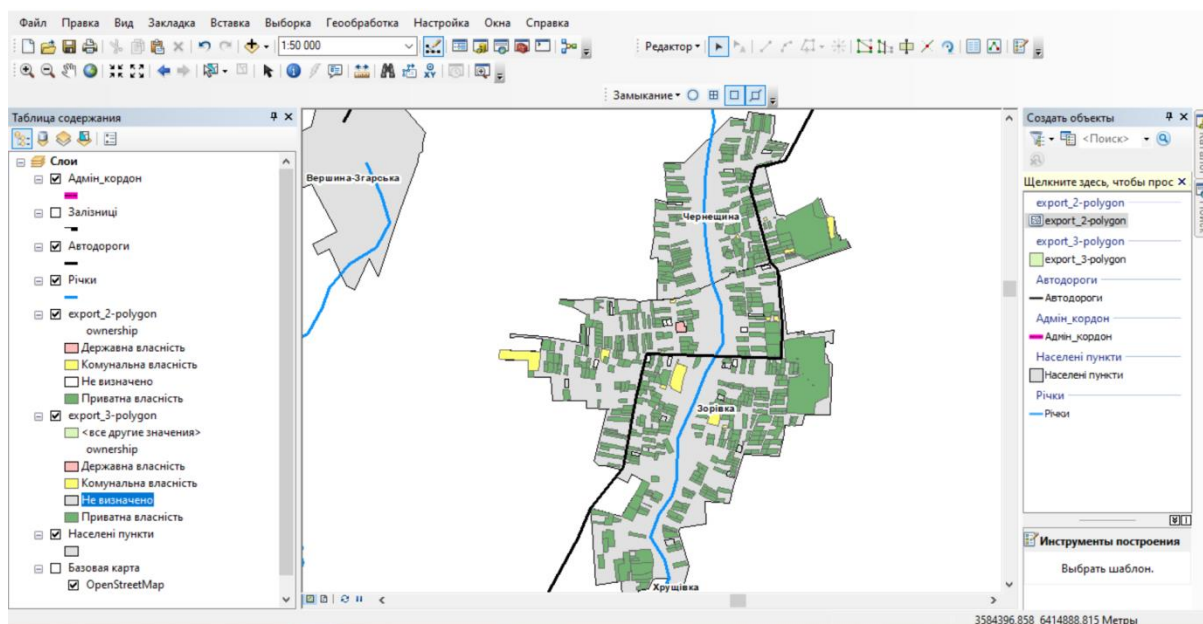 Файл Правка Вид Закладка Вставка Выборка Геообработка Настройка Окна Справка
1:50 000
Редактор
Замыкание
Таблица содержания
Слои
Адмін_кордон
Залізниці
Автодороги
Річки
export_2-polygon
ownership
Державна власність
Комунальна власність
Не визначено
Приватна власність
export_3-polygon
<все другие значения>
ownership
Державна власність
Комунальна власність
Не визначено
Приватна власність
Населені пункти
Базовая карта
OpenStreetMap
Вершина-Згарська
Чернещина
Зорівка
Хрущівка
Создать объекты
<Поиск>
Щелкните здесь, чтобы прос
export_2-polygon
export_2-polygon
export_3-polygon
export_3-polygon
Автодороги
Автодороги
Адмін_кордон
Адмін_кордон
Населені пункти
Населені пункти
Річки
Річки
Инструменты построения
Выбрать шаблон.
3584396.858 6414888.815 Метры